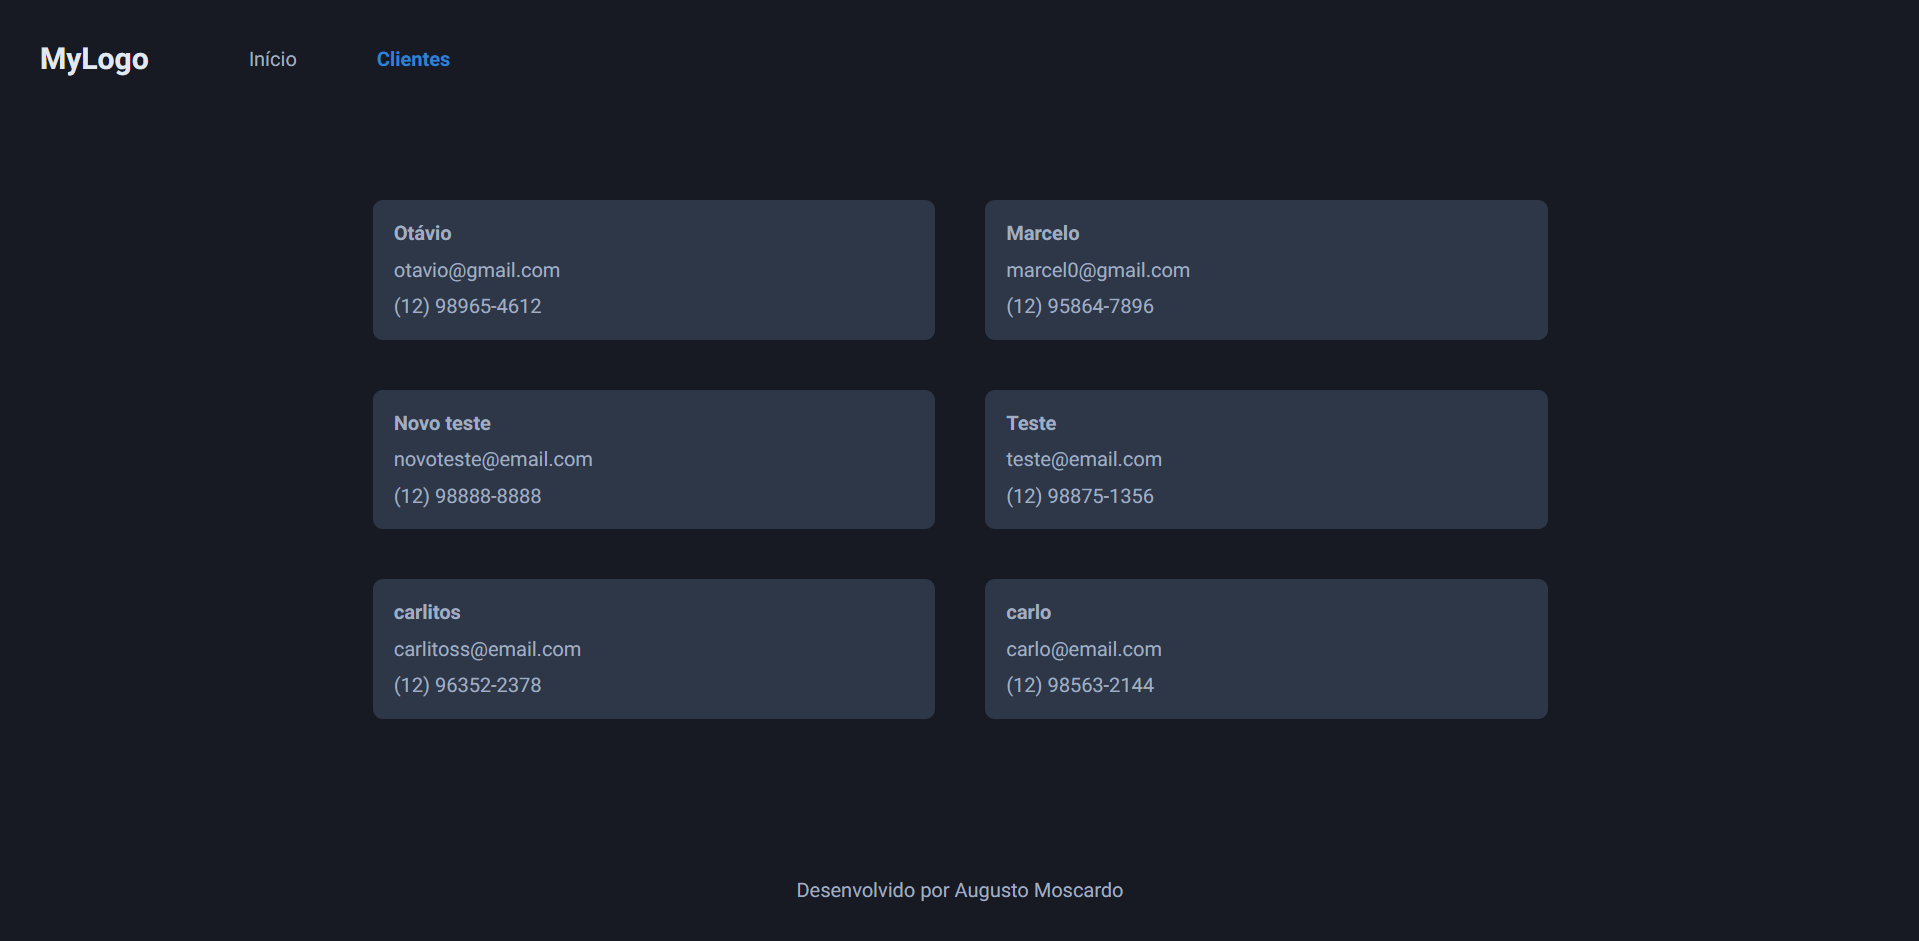 MyLogo
Início
Clientes
Otávio
otavio@gmail.com
(12) 98965-4612
Marcelo
marcel0@gmail.com
(12) 95864-7896
Novo teste
novoteste@email.com
(12) 98888-8888
Teste
teste@email.com
(12) 98875-1356
carlitos
carlitoss@email.com
(12) 96352-2378
carlo
carlo@email.com
(12) 98563-2144
Desenvolvido por Augusto Moscardo